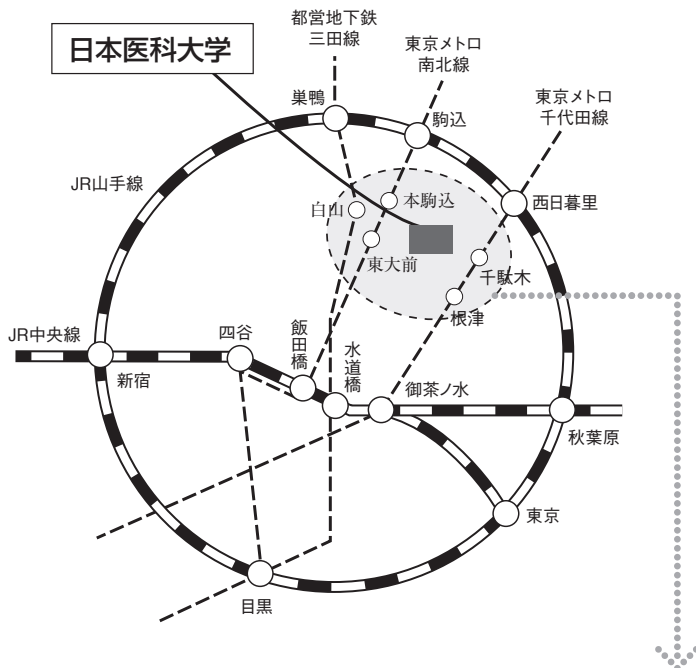 都営地下鉄
三田線
日本医科大学
東京メトロ
南北線
東京メトロ
千代田線
巣鴨
駒込
JR山手線
白山
本駒込
西日暮里
東大前
千駄木
根津
JR中央線
四谷
飯田橋
水道橋
御茶ノ水
新宿
秋葉原
東京
目黒